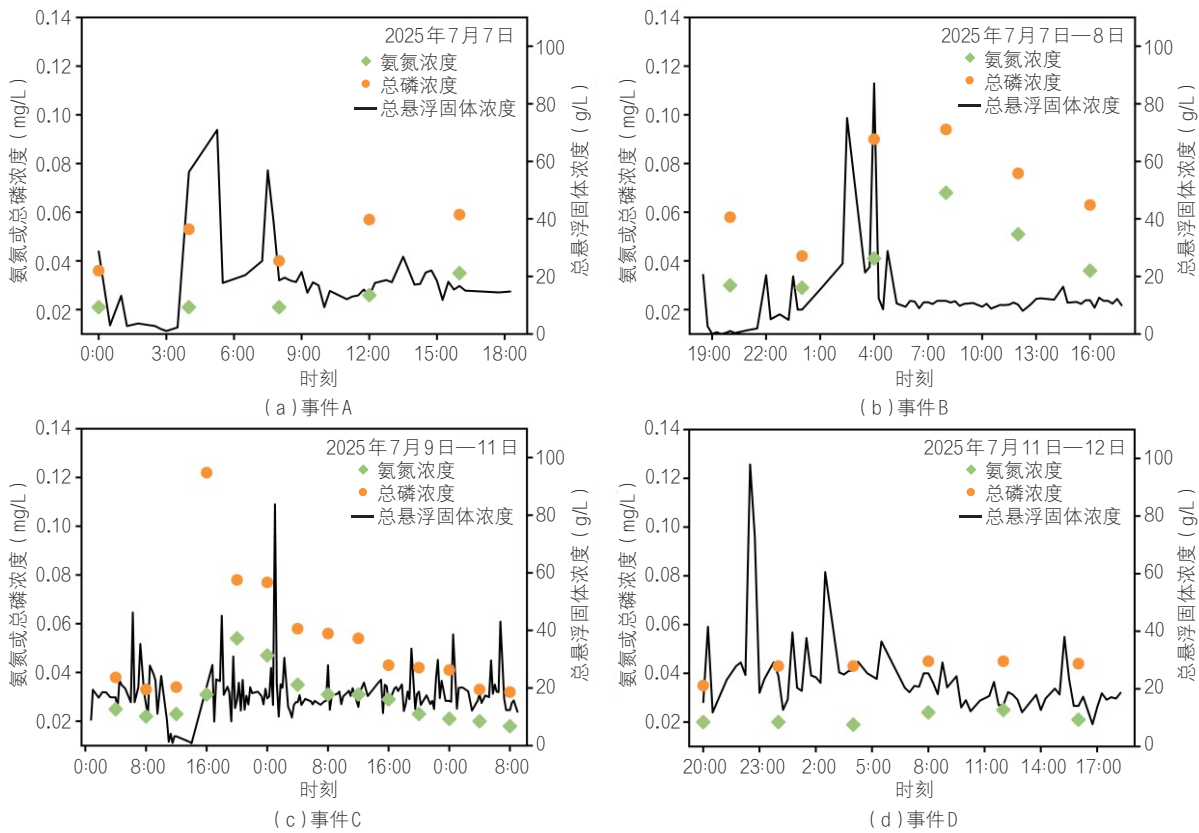 2025年7月7日
氨氮浓度
总磷浓度
总悬浮固体浓度
氨氮或总磷浓度(mg/L)
0.14
0.12
0.10
0.08
0.06
0.04
0.02
总悬浮固体浓度(g/L)
100
80
60
40
20
0
0:00 3:00 6:00 9:00 12:00 15:00 18:00
时刻
(a)事件A
2025年7月7日—8日
氨氮浓度
总磷浓度
总悬浮固体浓度
氨氮或总磷浓度(mg/L)
0.14
0.12
0.10
0.08
0.06
0.04
0.02
总悬浮固体浓度(g/L)
100
80
60
40
20
0
19:00 22:00 1:00 4:00 7:00 10:00 13:00 16:00
时刻
(b)事件B
2025年7月9日—11日
氨氮浓度
总磷浓度
总悬浮固体浓度
氨氮或总磷浓度(mg/L)
0.14
0.12
0.10
0.08
0.06
0.04
0.02
总悬浮固体浓度(g/L)
100
80
60
40
20
0
0:00 8:00 16:00 0:00 8:00 16:00 0:00 8:00
时刻
(c)事件C
2025年7月11日—12日
氨氮浓度
总磷浓度
总悬浮固体浓度
氨氮或总磷浓度(mg/L)
0.14
0.12
0.10
0.08
0.06
0.04
0.02
总悬浮固体浓度(g/L)
100
80
60
40
20
0
20:00 23:00 2:00 5:00 8:00 11:00 14:00 17:00
时刻
(d)事件D